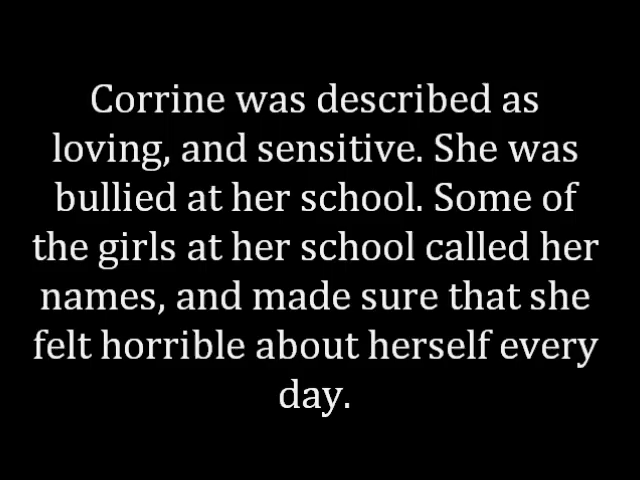 Corrine was described as
loving, and sensitive. She was
bullied at her school. Some of
the girls at her school called her
names, and made sure that she
felt horrible about herself every
day.